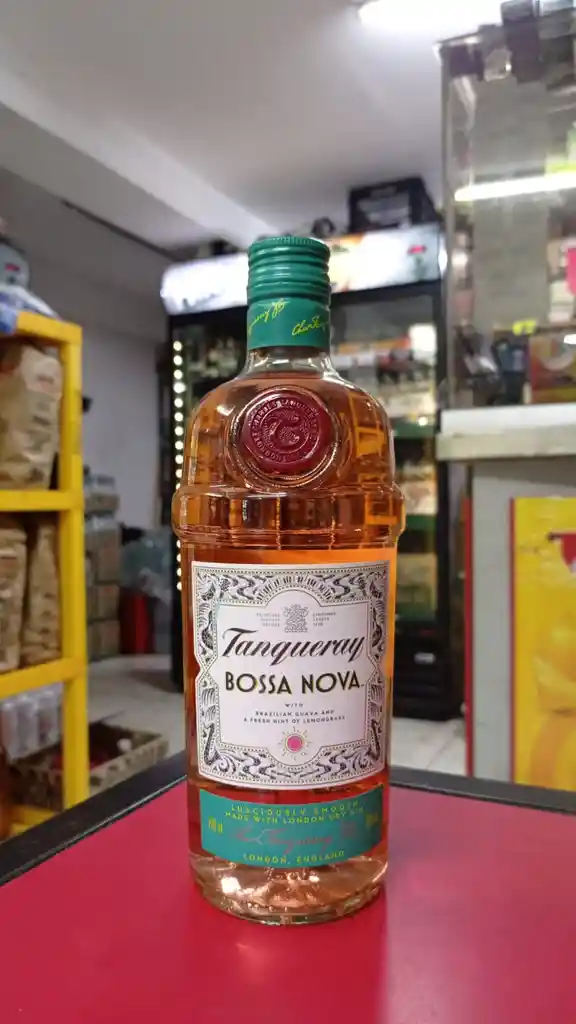 Tanqueray
BOSSA NOVA
WITH
BRAZILIAN GUAVA AND
A FRESH HINT OF LEMONGRASS
LUSCIOUSLY SMOOTH
MADE WITH LONDON DRY GIN
LONDON, ENGLAND